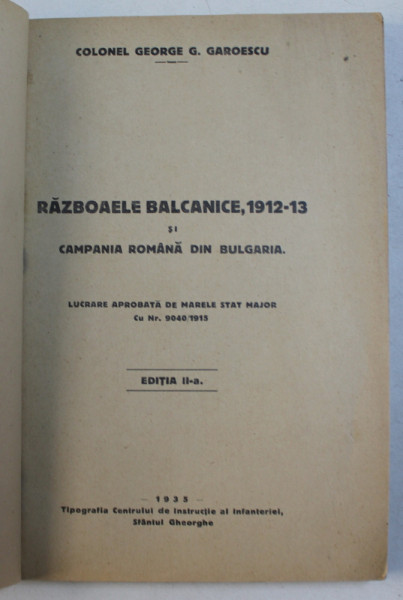 COLONEL GEORGE G. GAROESCU
RĂZBOAELE BALCANICE, 1912-13
ȘI
CAMPANIA ROMÂNĂ DIN BULGARIA.
LUCRARE APROBATĂ DE MARELE STAT MAJOR
Cu Nr. 9040/1915
EDIȚIA II-a.
— 1935 —
Tipografia Centrului de Instrucție al Infanteriei,
Sfântul Gheorghe